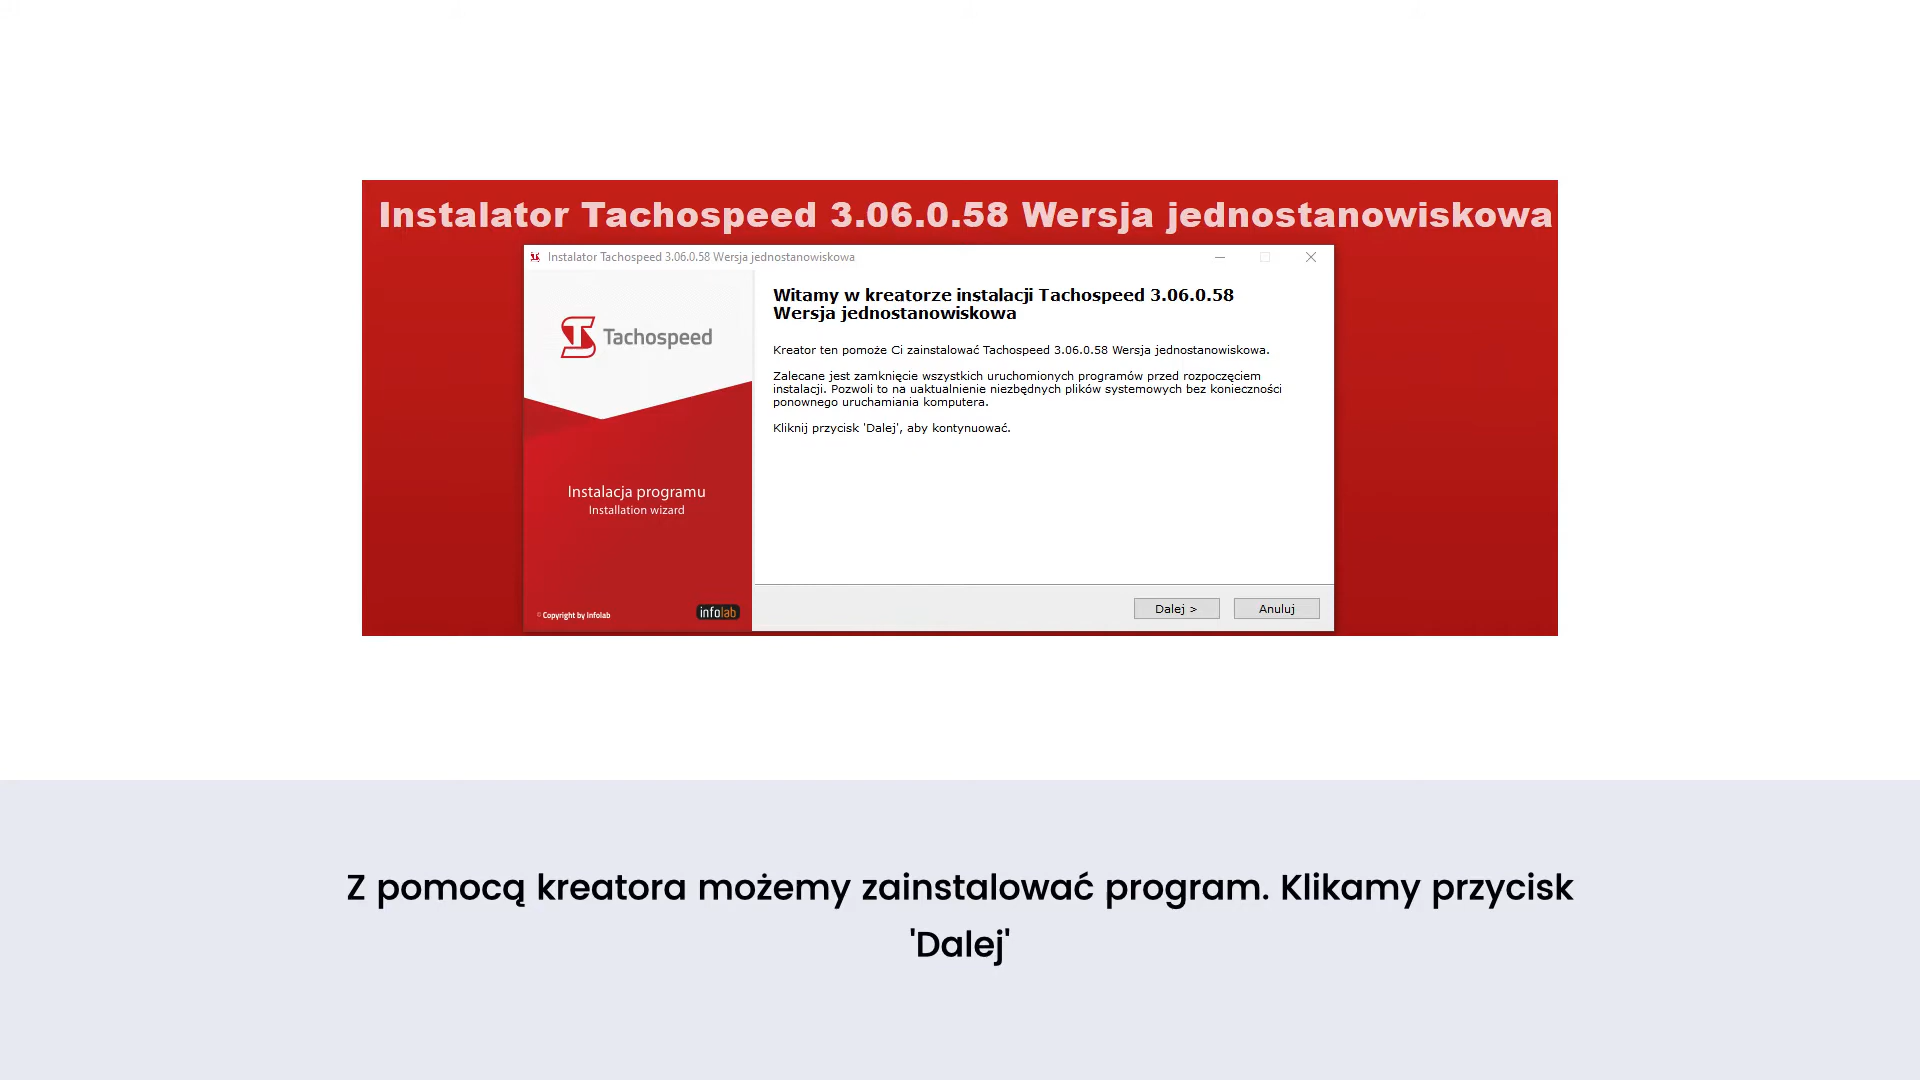 Instalator Tachospeed 3.06.0.58 Wersja jednostanowiskowa
Instalator Tachospeed 3.06.0.58 Wersja jednostanowiskowa
Tachospeed
Instalacja programu
Installation wizard
© Copyright by Infolab
infolab
Witamy w kreatorze instalacji Tachospeed 3.06.0.58
Wersja jednostanowiskowa
Kreator ten pomoże Ci zainstalować Tachospeed 3.06.0.58 Wersja jednostanowiskowa.
Zalecane jest zamknięcie wszystkich uruchomionych programów przed rozpoczęciem
instalacji. Pozwoli to na uaktualnienie niezbędnych plików systemowych bez konieczności
ponownego uruchamiania komputera.
Kliknij przycisk 'Dalej', aby kontynuować.
Dalej >
Anuluj
Z pomocą kreatora możemy zainstalować program. Klikamy przycisk
'Dalej'